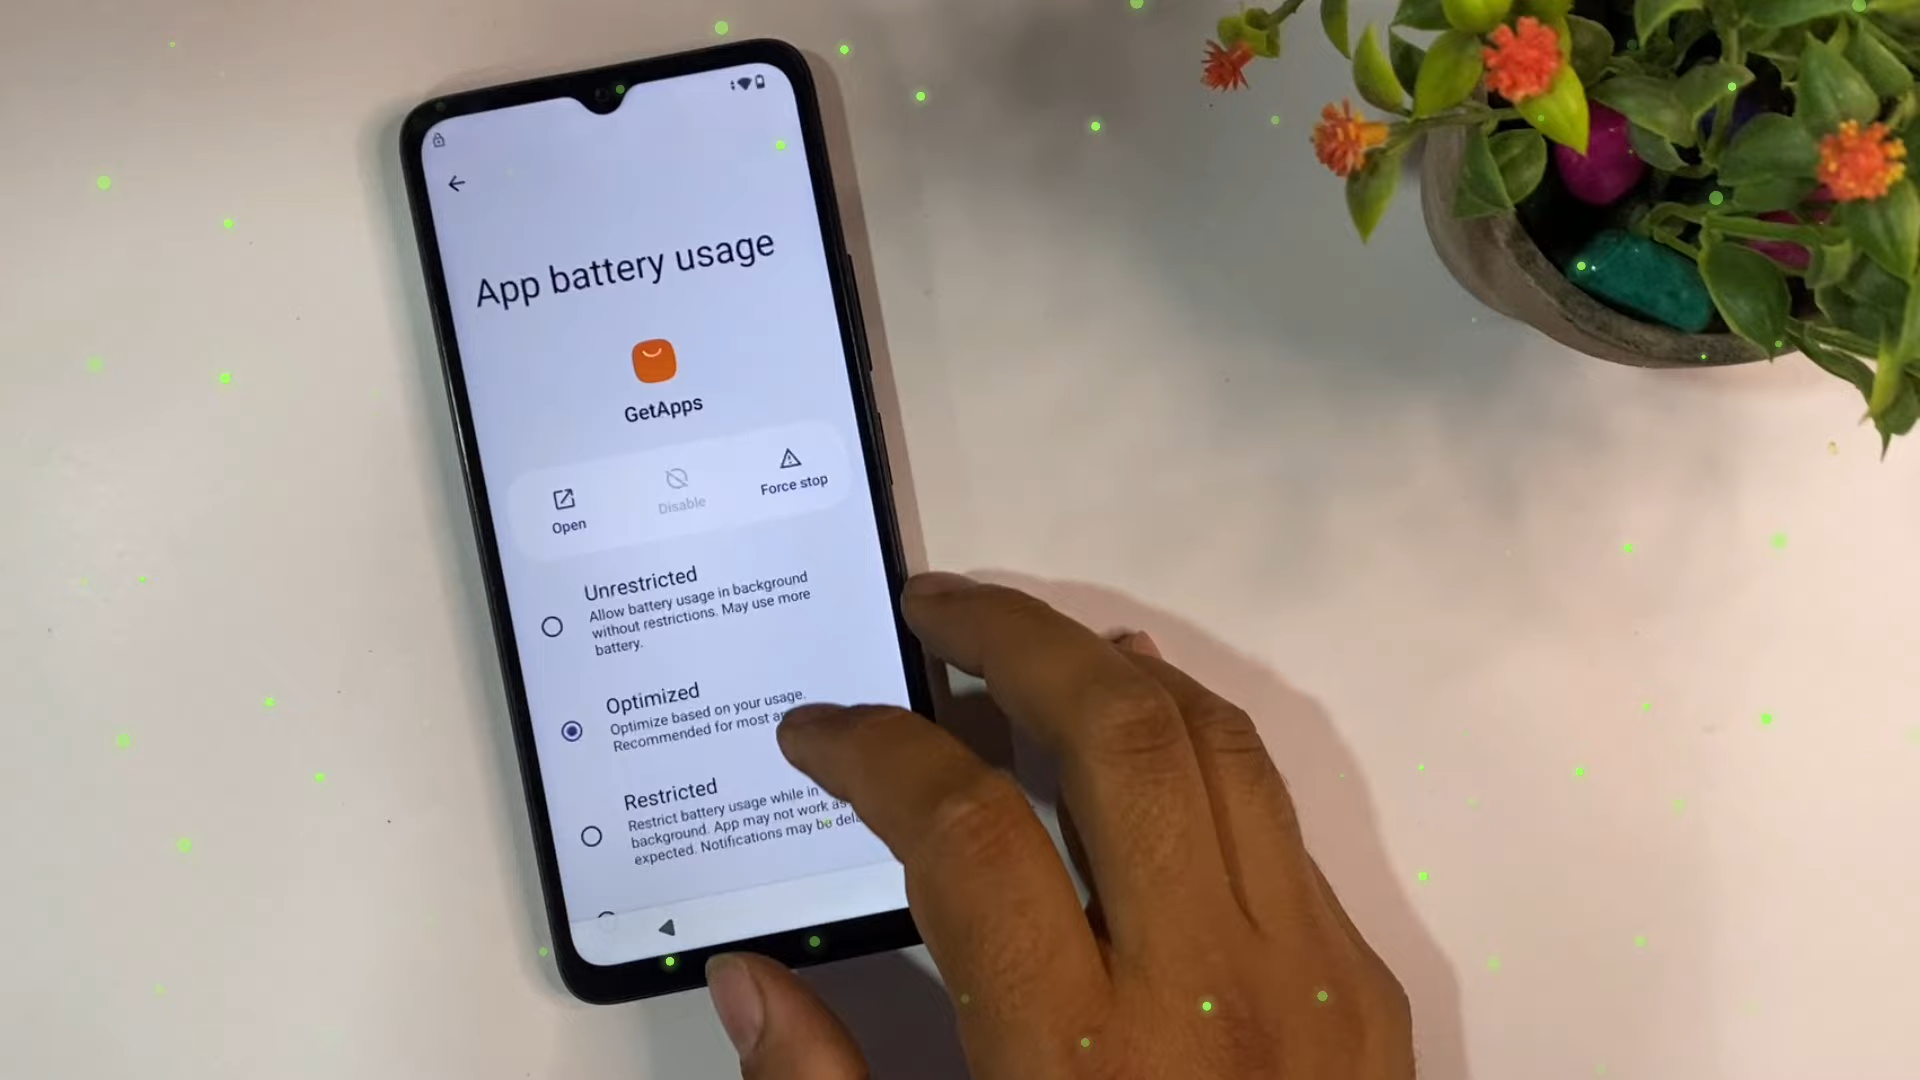 App battery usage
GetApps
Open
Disable
Force stop
Unrestricted
Allow battery usage in background
without restrictions. May use more
battery.
Optimized
Optimize based on your usage.
Recommended for most
Restricted
Restrict battery usage while in
background. App may not work as
expected. Notifications may be